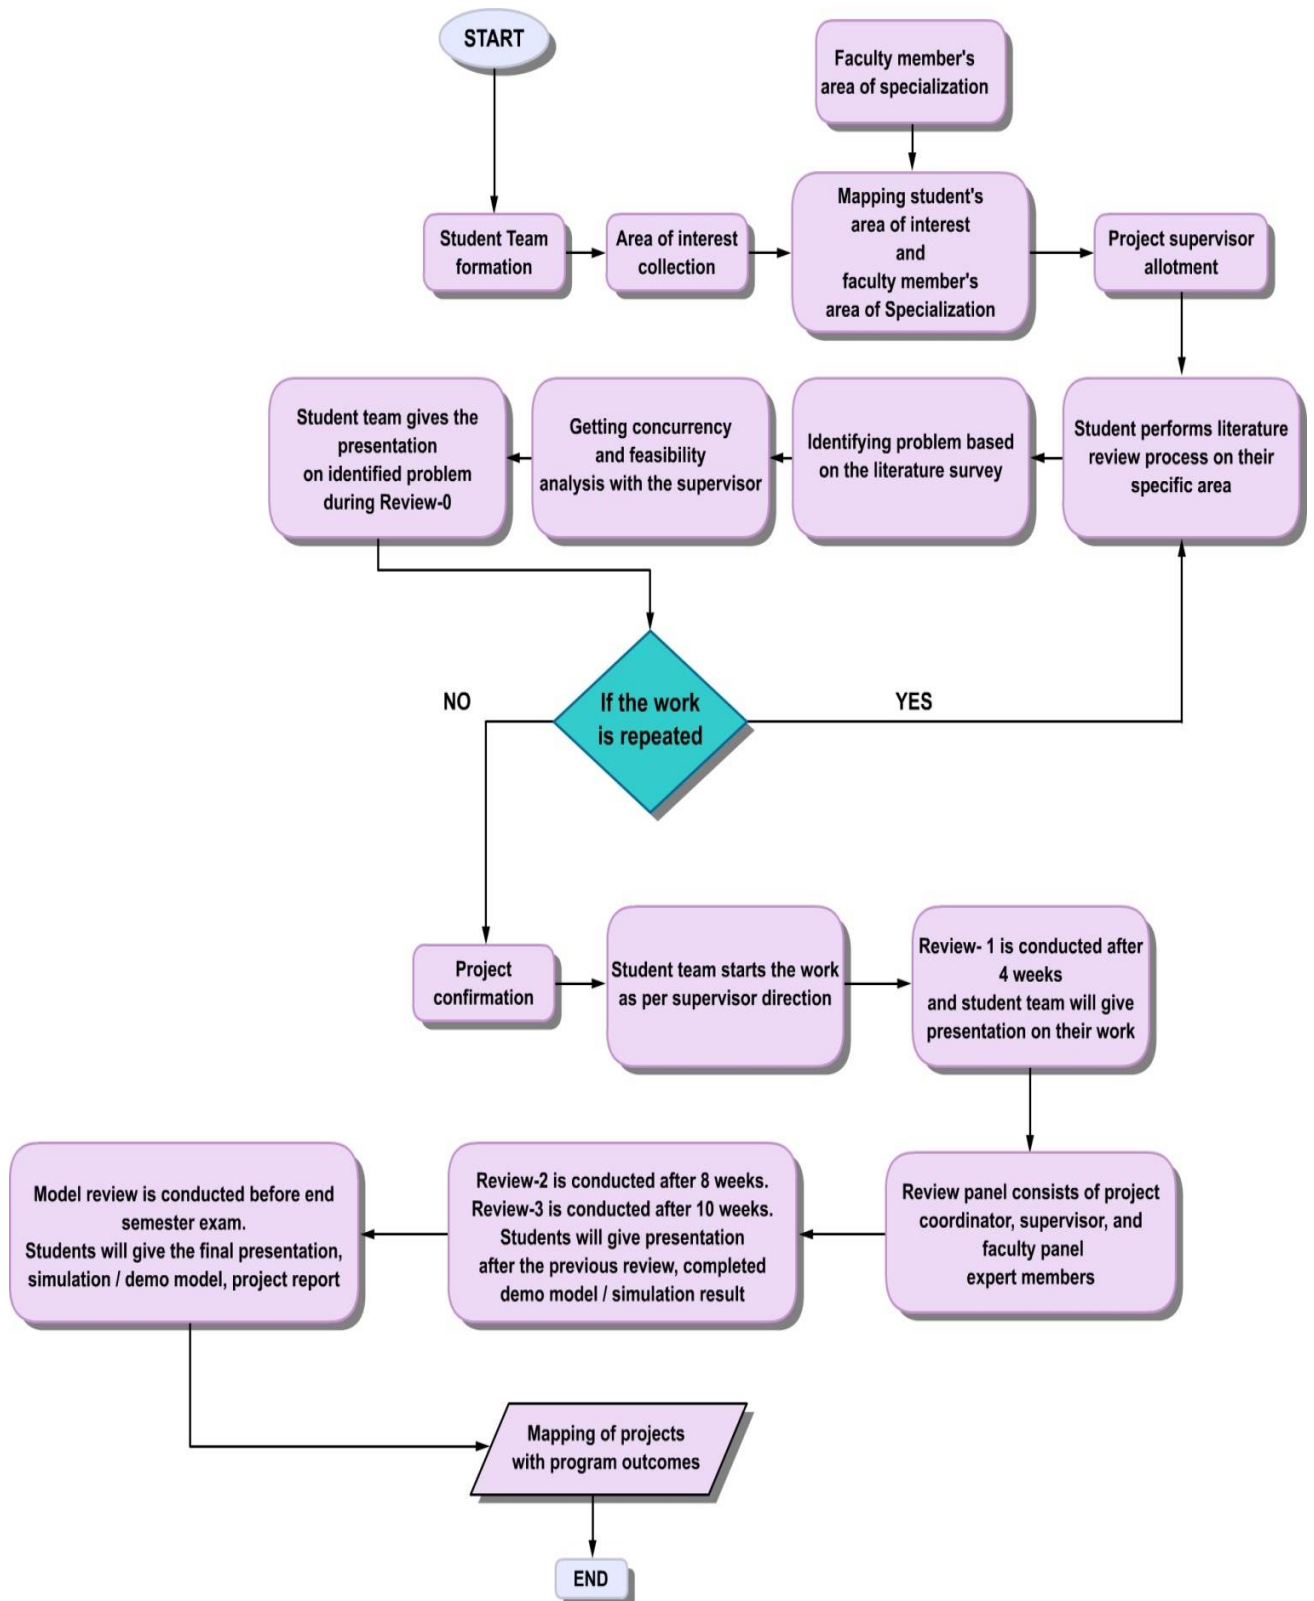 START
Faculty member's
area of specialization
Student Team
formation
Area of interest
collection
Mapping student's
area of interest
and
faculty member's
area of Specialization
Project supervisor
allotment
Student performs literature
review process on their
specific area
Identifying problem based
on the literature survey
Getting concurrency
and feasibility
analysis with the supervisor
Student team gives the
presentation
on identified problem
during Review-0
If the work
is repeated
NO
YES
Project
confirmation
Student team starts the work
as per supervisor direction
Review- 1 is conducted after
4 weeks
and student team will give
presentation on their work
Review panel consists of project
coordinator, supervisor, and
faculty panel
expert members
Review-2 is conducted after 8 weeks.
Review-3 is conducted after 10 weeks.
Students will give presentation
after the previous review, completed
demo model / simulation result
Model review is conducted before end
semester exam.
Students will give the final presentation,
simulation / demo model, project report
Mapping of projects
with program outcomes
END